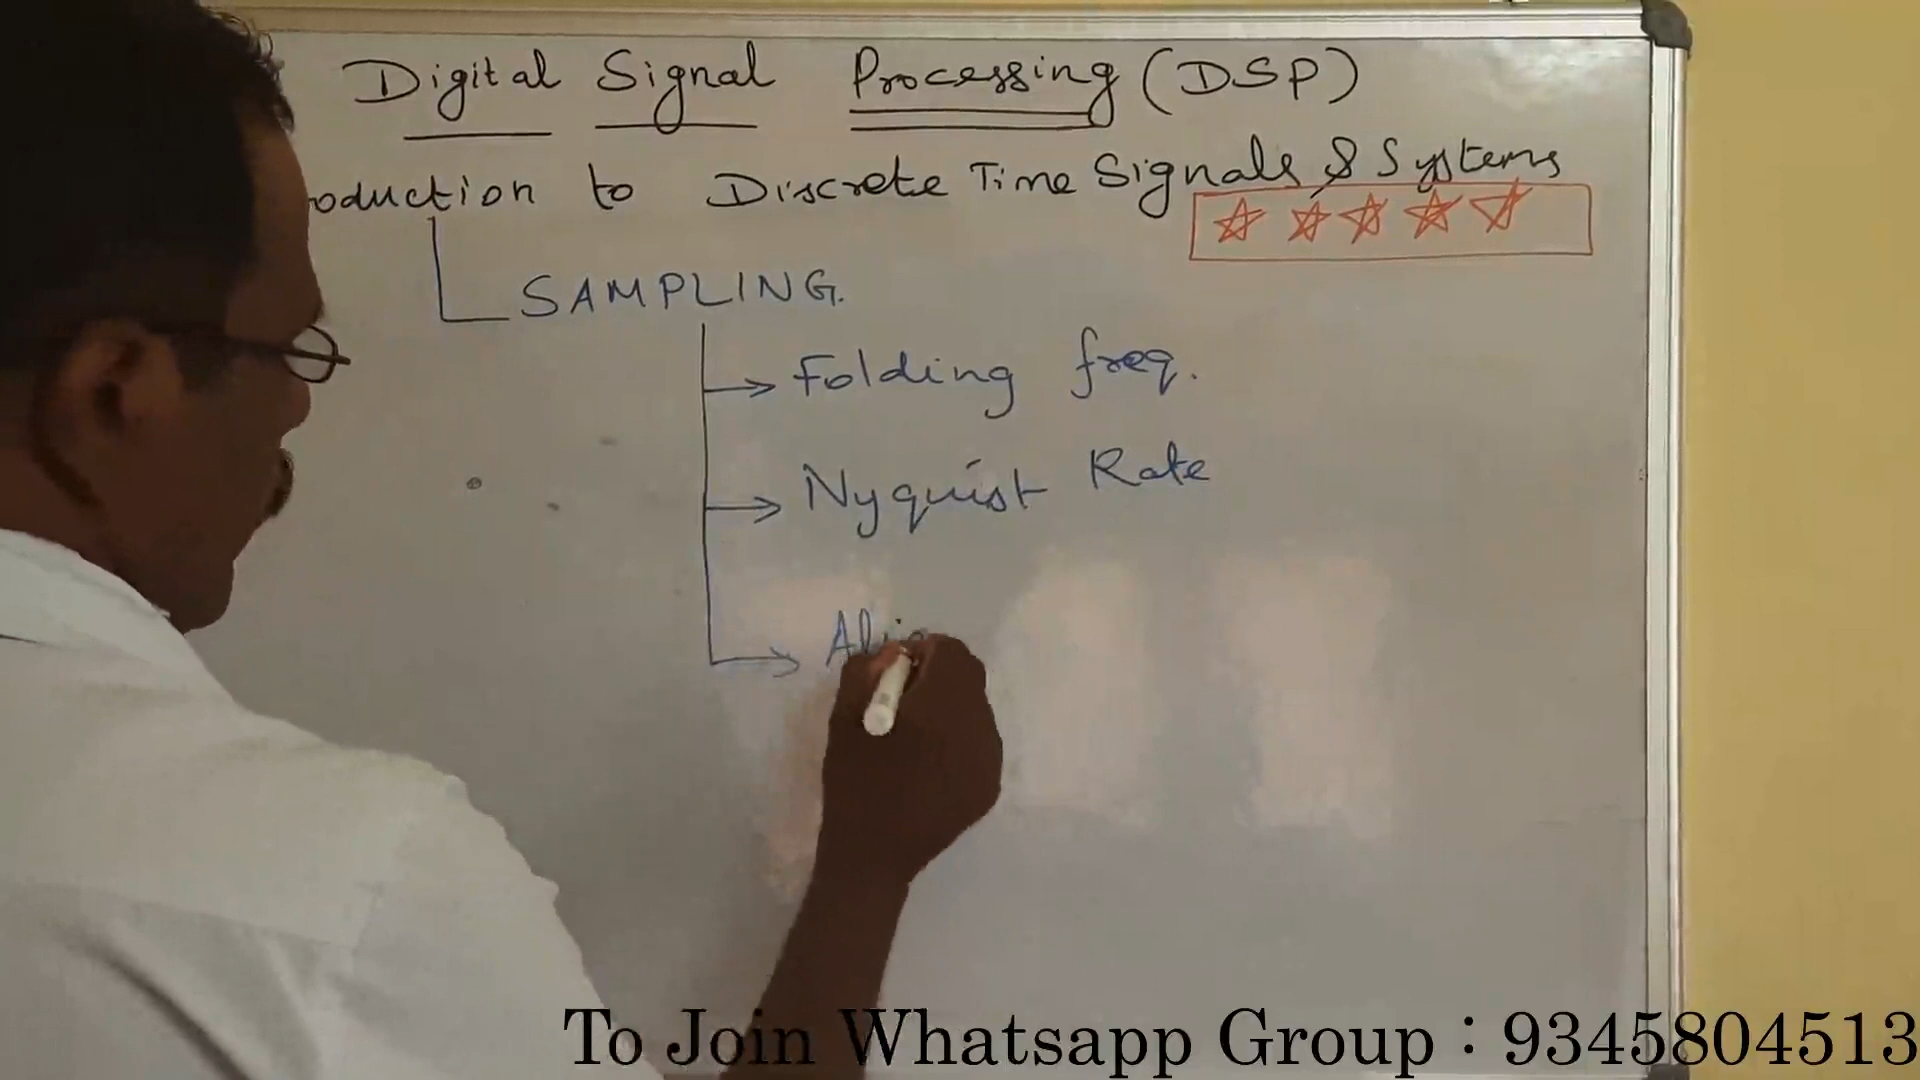 Digital Signal Processing (DSP)
oduction to Discrete Time Signals & Systems
SAMPLING.
Folding freq.
Nyquist Rate
Ali
To Join Whatsapp Group : 9345804513